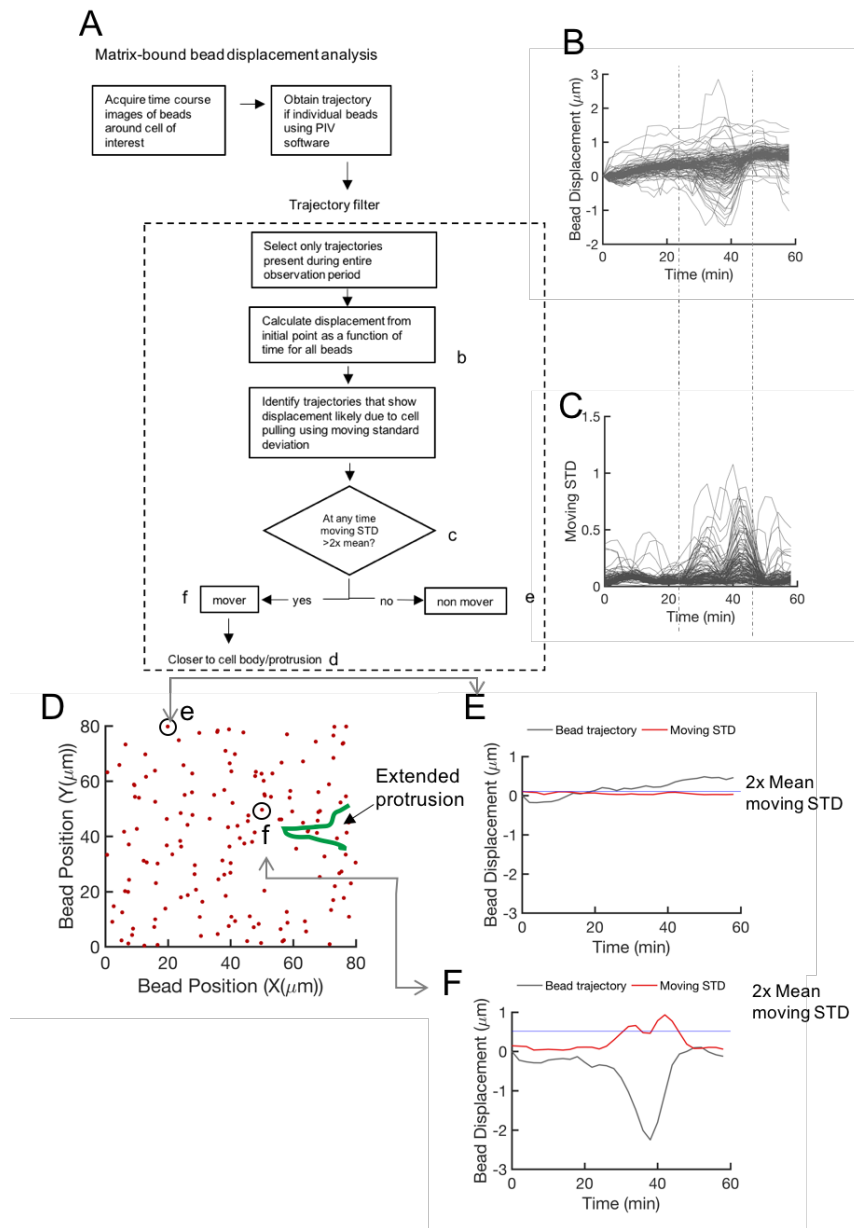 A
Matrix-bound bead displacement analysis
Acquire time course
images of beads
around cell of
interest
Obtain trajectory
if individual beads
using PIV
software
Trajectory filter
Select only trajectories
present during entire
observation period
Calculate displacement from
initial point as a function of
time for all beads
b
Identify trajectories that show
displacement likely due to cell
pulling using moving standard
deviation
At any time
moving STD
>2x mean?
c
f
mover
yes
no
non mover
e
Closer to cell body/protrusion d
B
Bead Displacement (μm)
3
2
1
0
-1
-2
0
20
40
60
Time (min)
C
Moving STD
1.5
1
0.5
0
0
20
40
60
Time (min)
D
e
Bead Position (Y(μm))
80
60
40
20
0
Extended
protrusion
f
0
20
40
60
80
Bead Position (X(μm))
E
Bead trajectory
Moving STD
2x Mean
moving STD
Bead Displacement (μm)
1
0
-1
-2
-3
0
20
40
60
Time (min)
F
Bead trajectory
Moving STD
2x Mean
moving STD
Bead Displacement (μm)
1
0
-1
-2
-3
0
20
40
60
Time (min)